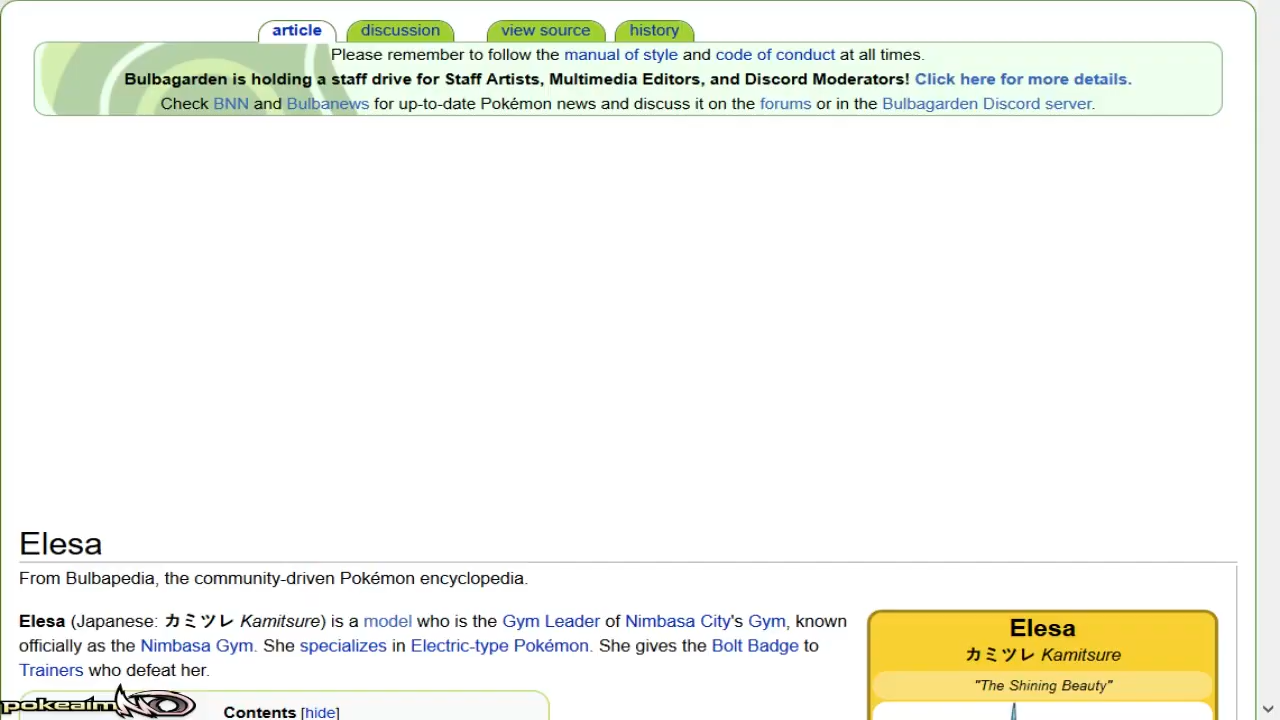 article discussion view source history
Please remember to follow the manual of style and code of conduct at all times.
Bulbagarden is holding a staff drive for Staff Artists, Multimedia Editors, and Discord Moderators! Click here for more details.
Check BNN and Bulbanews for up-to-date Pokémon news and discuss it on the forums or in the Bulbagarden Discord server.
Elesa
From Bulbapedia, the community-driven Pokémon encyclopedia.
Elesa (Japanese: カミツレ Kamitsure) is a model who is the Gym Leader of Nimbasa City's Gym, known
officially as the Nimbasa Gym. She specializes in Electric-type Pokémon. She gives the Bolt Badge to
Trainers who defeat her.
Elesa
カミツレ Kamitsure
"The Shining Beauty"
Contents [hide]
pokeaimMD